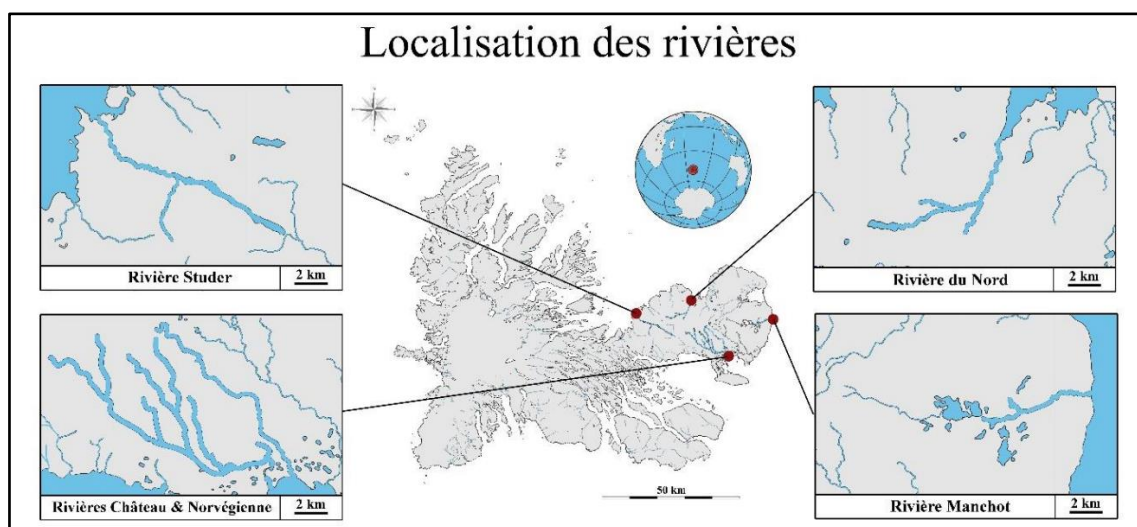 Localisation des rivières
Rivière Studer
2 km
Rivière du Nord
2 km
Rivières Château & Norvégienne
2 km
50 km
Rivière Manchot
2 km